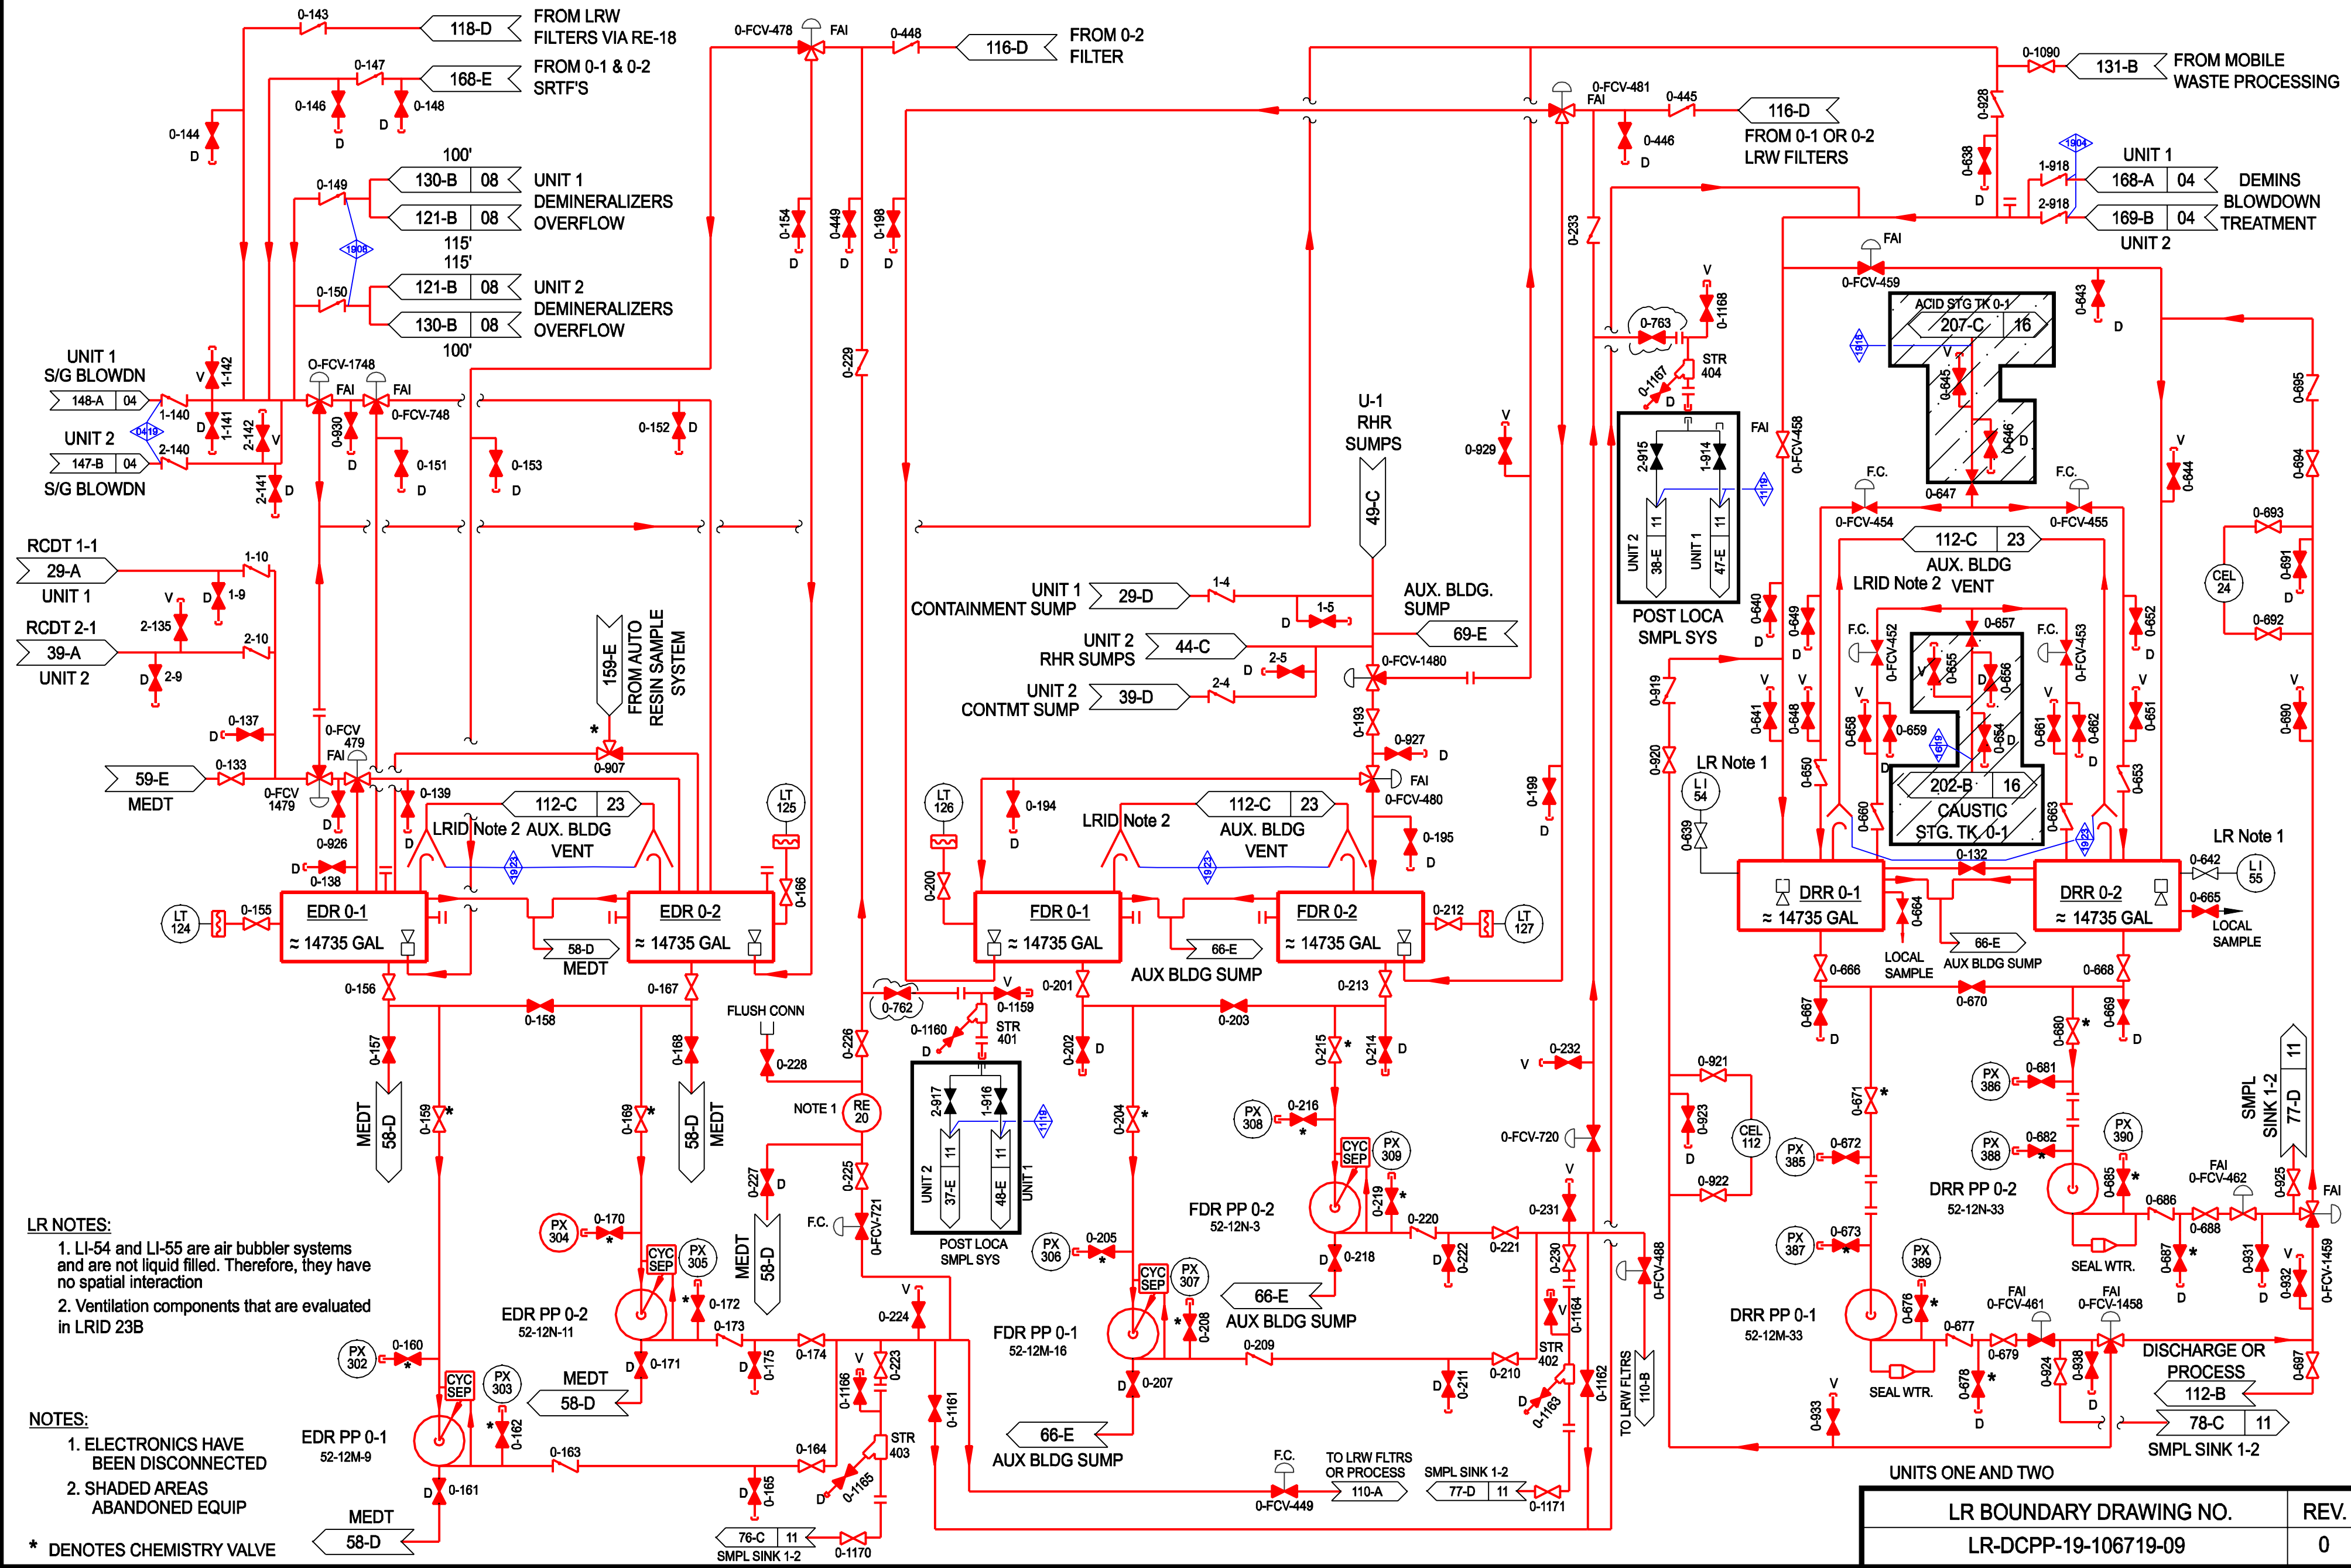 0-143
118-D
FROM LRW
FILTERS VIA RE-18
0-147
168-E
FROM 0-1 & 0-2
SRTF'S
0-146
0-148
D
D
0-144
D
100'
0-149
130-B 08
121-B 08
UNIT 1
DEMINERALIZERS
OVERFLOW
115'
1908
115'
0-150
121-B 08
130-B 08
UNIT 2
DEMINERALIZERS
OVERFLOW
100'
UNIT 1
S/G BLOWDN
148-A 04
1-140
V
1-142
D
1-141
0419
UNIT 2
2-140
147-B 04
S/G BLOWDN
2-142
V
2-141
D
O-FCV-1748
FAI
FAI
0-FCV-748
0-930
D
0-151
D
0-153
D
0-152
D
0-FCV-478
FAI
0-448
116-D
FROM 0-2
FILTER
0-154
D
0-449
D
0-198
D
0-229
RCDT 1-1
29-A
UNIT 1
1-10
D
1-9
V
2-135
RCDT 2-1
39-A
UNIT 2
2-10
D
2-9
0-137
D
0-133
59-E
MEDT
0-FCV
479
FAI
0-FCV
1479
D
0-926
0-139
D
D
0-138
159-E
FROM AUTO
RESIN SAMPLE
SYSTEM
*
0-907
LRID Note 2
112-C 23
AUX. BLDG
VENT
1923
LT
125
0-166
LT
124
0-155
EDR 0-1
≈ 14735 GAL
EDR 0-2
≈ 14735 GAL
58-D
MEDT
0-156
0-158
0-167
0-157
0-168
MEDT
58-D
58-D
MEDT
0-159
*
0-169
*
FLUSH CONN
0-228
0-226
NOTE 1
RE
20
0-227
D
0-225
MEDT
58-D
F.C.
0-FCV-721
PX
304
0-170
*
CYC
SEP
PX
305
*
0-172
EDR PP 0-2
52-12N-11
0-173
D
0-175
0-174
0-224
D
0-171
MEDT
58-D
PX
302
0-160
*
CYC
SEP
PX
303
*
0-162
EDR PP 0-1
52-12M-9
0-163
0-164
D
0-165
D
0-161
MEDT
58-D
V
0-1166
0-223
STR
403
D
0-1165
0-1161
76-C 11
SMPL SINK 1-2
0-1170
LR NOTES:
1. LI-54 and LI-55 are air bubbler systems
and are not liquid filled. Therefore, they have
no spatial interaction
2. Ventilation components that are evaluated
in LRID 23B
NOTES:
1. ELECTRONICS HAVE
BEEN DISCONNECTED
2. SHADED AREAS
ABANDONED EQUIP
* DENOTES CHEMISTRY VALVE
0-FCV-481
FAI
0-445
116-D
FROM 0-1 OR 0-2
LRW FILTERS
0-446
D
0-233
U-1
RHR
SUMPS
49-C
V
0-929
UNIT 1
CONTAINMENT SUMP
29-D
1-4
D
1-5
AUX. BLDG.
SUMP
69-E
UNIT 2
RHR SUMPS
44-C
D
2-5
UNIT 2
CONTMT SUMP
39-D
2-4
0-FCV-1480
0-193
0-927
D
FAI
0-FCV-480
0-195
D
0-199
D
LT
126
0-200
0-194
D
LRID Note 2
112-C 23
AUX. BLDG
VENT
1923
FDR 0-1
≈ 14735 GAL
FDR 0-2
≈ 14735 GAL
0-212
LT
127
66-E
AUX BLDG SUMP
0-762
0-1159
0-1160
D
STR
401
2-917
1-916
1119
UNIT 2
37-E 11
48-E 11
UNIT 1
POST LOCA
SMPL SYS
0-201
0-203
0-213
0-202
D
0-215
*
0-214
D
V
0-232
0-204
*
PX
308
0-216
*
CYC
SEP
PX
309
0-219
*
FDR PP 0-2
52-12N-3
0-220
D
0-222
0-221
0-218
D
66-E
AUX BLDG SUMP
V
0-231
0-230
0-FCV-720
PX
306
0-205
*
CYC
SEP
PX
307
*
0-208
FDR PP 0-1
52-12M-16
0-209
D
0-211
0-210
D
0-207
66-E
AUX BLDG SUMP
V
0-1164
STR
402
D
0-1163
0-1162
0-FCV-488
TO LRW FLTRS
110-B
F.C.
0-FCV-449
TO LRW FLTRS
OR PROCESS
110-A
SMPL SINK 1-2
77-D 11
0-1171
0-763
V
0-1168
STR
404
0-1167
D
2-915
1-914
1119
UNIT 2
38-E 11
UNIT 1
47-E 11
POST LOCA
SMPL SYS
0-1090
131-B
FROM MOBILE
WASTE PROCESSING
0-928
0-638
D
1904
1-918
UNIT 1
168-A 04
2-918
169-B 04
UNIT 2
DEMINS
BLOWDOWN
TREATMENT
FAI
0-FCV-459
0-643
D
ACID STG TK 0-1
207-C 16
1916
V
0-645
0-646
D
0-647
FAI
0-FCV-458
F.C.
0-FCV-454
F.C.
0-FCV-455
V
0-644
0-695
0-694
0-693
0-691
D
CEL
24
0-692
V
0-690
112-C 23
AUX. BLDG
VENT
LRID Note 2
0-640
D
0-649
D
0-652
D
0-657
F.C.
0-FCV-452
F.C.
0-FCV-453
V
0-655
D
0-656
0-654
D
1619
202-B 16
CAUSTIC
STG. TK. 0-1
V
0-641
V
0-648
V
0-658
0-659
D
V
0-661
0-662
D
V
0-651
0-650
0-660
0-663
0-653
1923
0-919
0-920
LR Note 1
LI
54
0-639
0-132
DRR 0-1
≈ 14735 GAL
DRR 0-2
≈ 14735 GAL
LR Note 1
0-642
LI
55
0-665
LOCAL
SAMPLE
0-664
LOCAL
SAMPLE
66-E
AUX BLDG SUMP
0-666
0-668
0-667
D
0-670
0-669
D
0-680
*
0-671
*
0-921
0-923
D
CEL
112
0-922
PX
386
0-681
PX
388
0-682
*
PX
390
0-685
*
DRR PP 0-2
52-12N-33
SEAL WTR.
0-686
0-687
*
D
0-688
FAI
0-FCV-462
0-931
D
SMPL
SINK 1-2
77-D 11
0-925
FAI
0-FCV-1459
V
0-932
PX
385
0-672
PX
387
0-673
*
PX
389
0-676
*
DRR PP 0-1
52-12M-33
SEAL WTR.
0-677
0-678
*
D
0-679
FAI
0-FCV-461
FAI
0-FCV-1458
0-924
0-938
D
V
0-933
DISCHARGE OR
PROCESS
112-B
0-697
78-C 11
SMPL SINK 1-2
UNITS ONE AND TWO
LR BOUNDARY DRAWING NO. REV.
LR-DCPP-19-106719-09 0